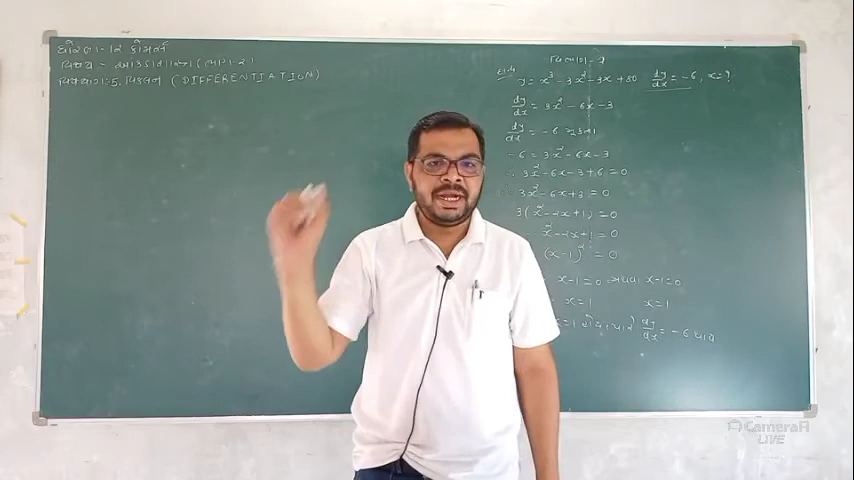 ધોરણ-12 કોમર્સ
વિષય - આંકડાશાસ્ત્ર (ભાગ-2)
પ્રકરણ:5. વિકલન (DIFFERENTIATION)
વિભાગ-
y = x³ - 3x² - 3x + 80 dy/dx = -6, x = ?
dy/dx = 3x² - 6x - 3
dy/dx = -6 મૂકતા
-6 = 3x² - 6x - 3
∴ 3x² - 6x - 3 + 6 = 0
3x² - 6x + 3 = 0
3(x² - 2x + 1) = 0
x² - 2x + 1 = 0
(x - 1)² = 0
x - 1 = 0 અથવા x - 1 = 0
x = 1 x = 1
= 1 હોય ત્યારે dy/dx = -6 થાય
CameraFi
LIVE